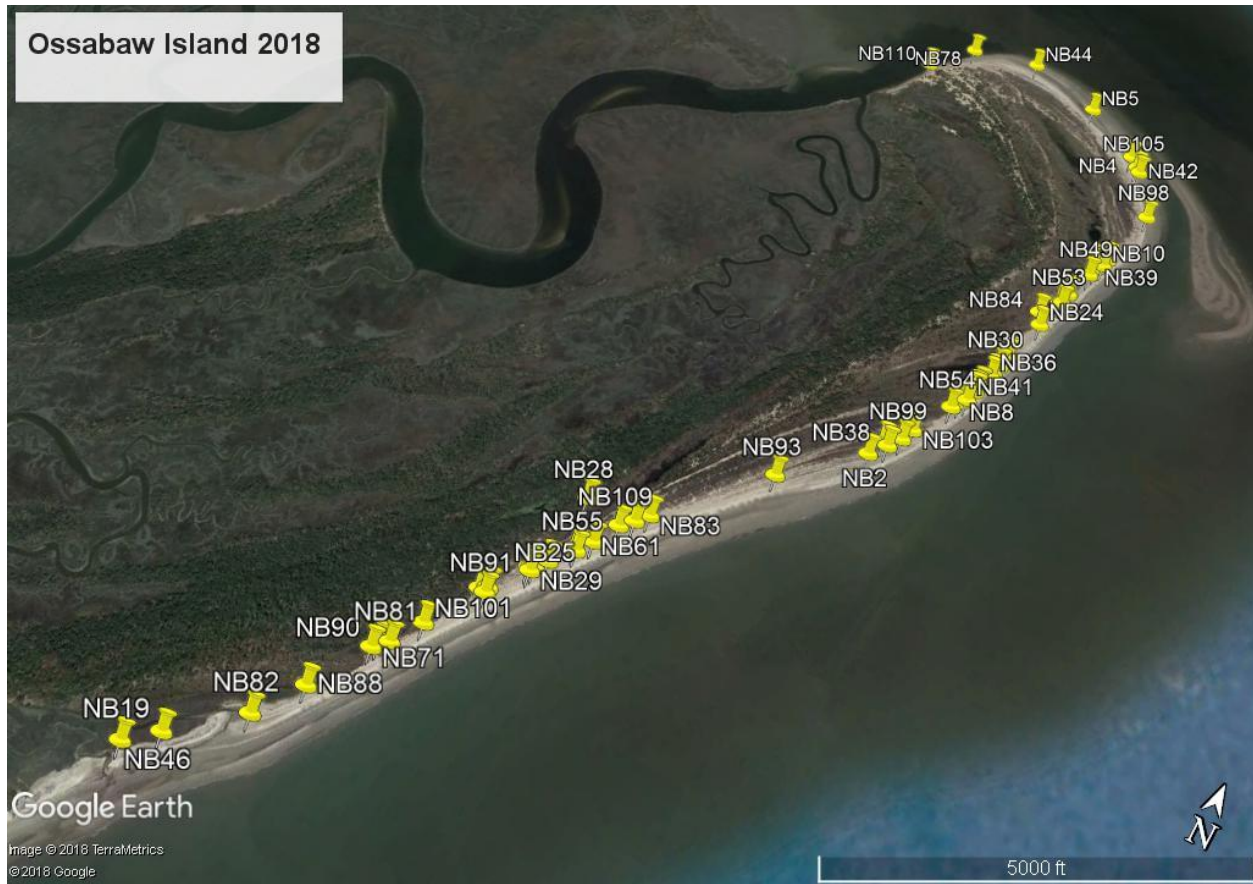 Ossabaw Island 2018
NB110
NB78
NB44
NB5
NB105
NB4
NB42
NB98
NB49
NB10
NB53
NB39
NB84
NB24
NB30
NB36
NB54
NB41
NB99
NB8
NB38
NB103
NB93
NB2
NB28
NB109
NB55
NB83
NB25
NB61
NB91
NB29
NB81
NB101
NB90
NB71
NB82
NB88
NB19
NB46
Google Earth
Image © 2018 TerraMetrics
© 2018 Google
N
5000 ft